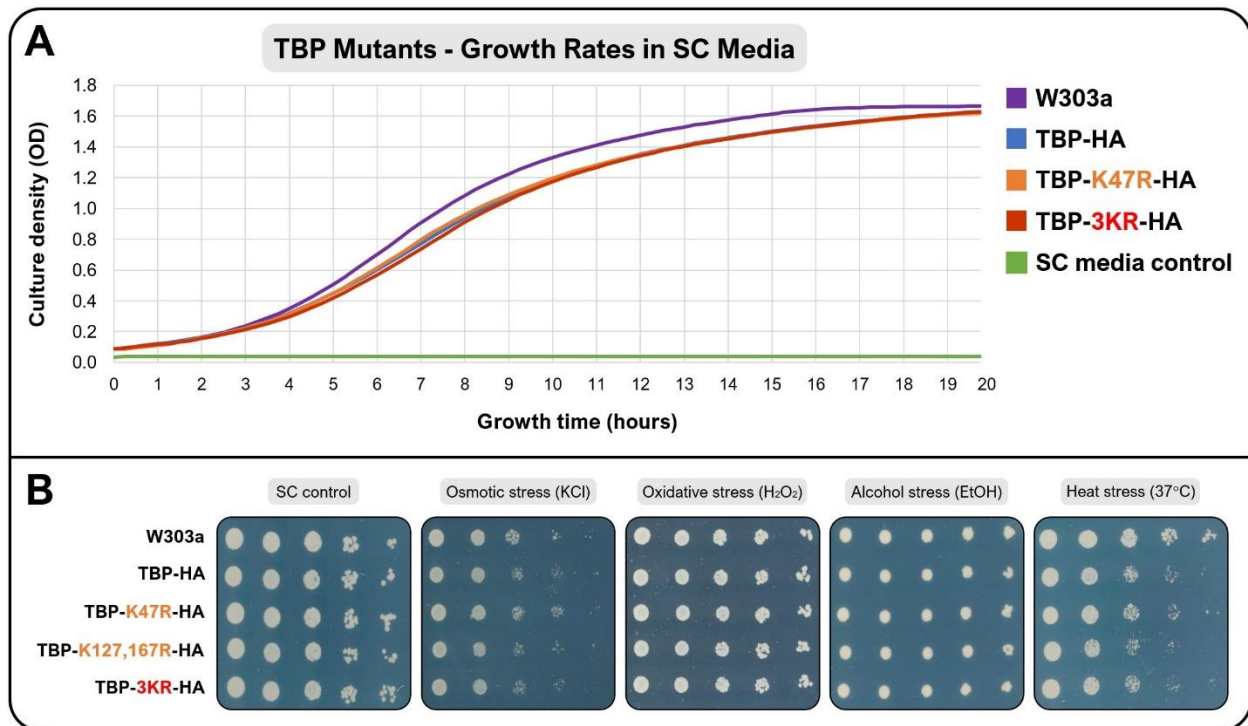 A
TBP Mutants - Growth Rates in SC Media
Culture density (OD)
1.8
1.6
1.4
1.2
1.0
0.8
0.6
0.4
0.2
0.0
0 1 2 3 4 5 6 7 8 9 10 11 12 13 14 15 16 17 18 19 20
Growth time (hours)
W303a
TBP-HA
TBP-K47R-HA
TBP-3KR-HA
SC media control
B
SC control
Osmotic stress (KCl)
Oxidative stress (H₂O₂)
Alcohol stress (EtOH)
Heat stress (37°C)
W303a
TBP-HA
TBP-K47R-HA
TBP-K127,167R-HA
TBP-3KR-HA